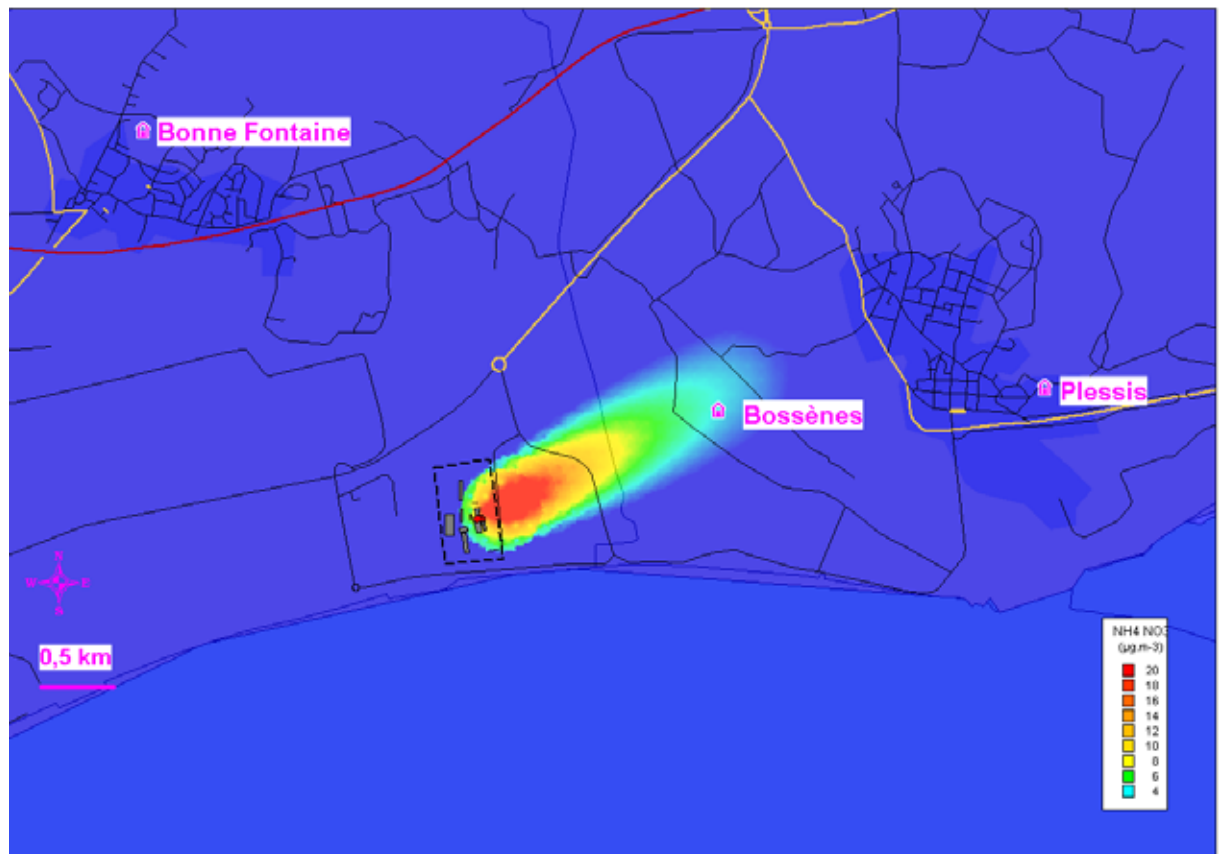 Bonne Fontaine
Plessis
Bossènes
N
W E
S
0,5 km
NH4 NO3
(µg.m-3)
20
18
16
14
12
10
8
6
4